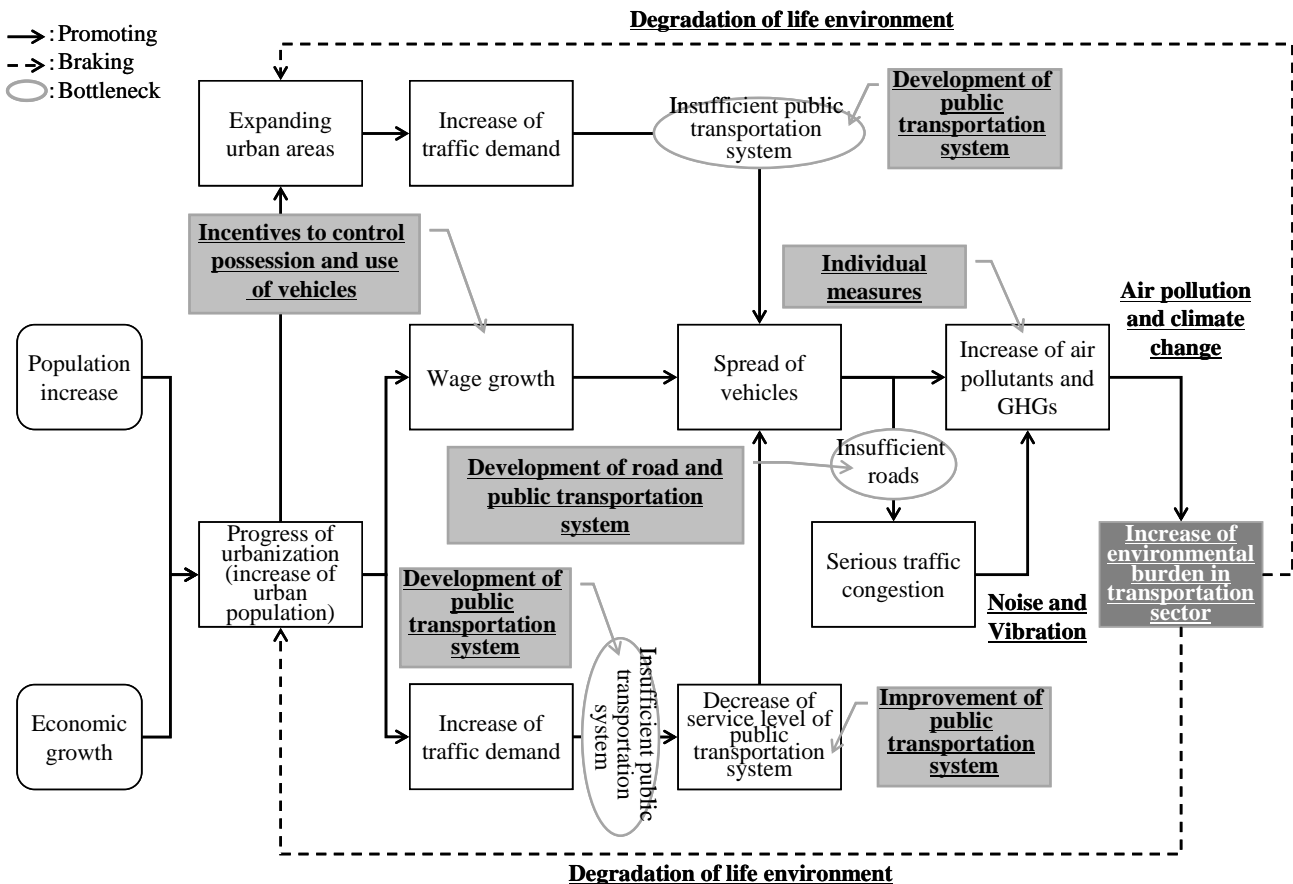 Degradation of life environment
: Promoting
: Braking
: Bottleneck
Expanding
urban areas
Increase of
traffic demand
Insufficient public
transportation
system
Development of
public
transportation
system
Incentives to control
possession and use
of vehicles
Individual
measures
Air pollution
and climate
change
Population
increase
Wage growth
Spread of
vehicles
Increase of air
pollutants and
GHGs
Development of road and
public transportation
system
Insufficient
roads
Progress of
urbanization
(increase of
urban
population)
Development of
public
transportation
system
Serious traffic
congestion
Noise and
Vibration
Increase of
environmental
burden in
transportation
sector
Economic
growth
Increase of
traffic demand
Insufficient public
transportation
system
Decrease of
service level of
public
transportation
system
Improvement of
public
transportation
system
Degradation of life environment